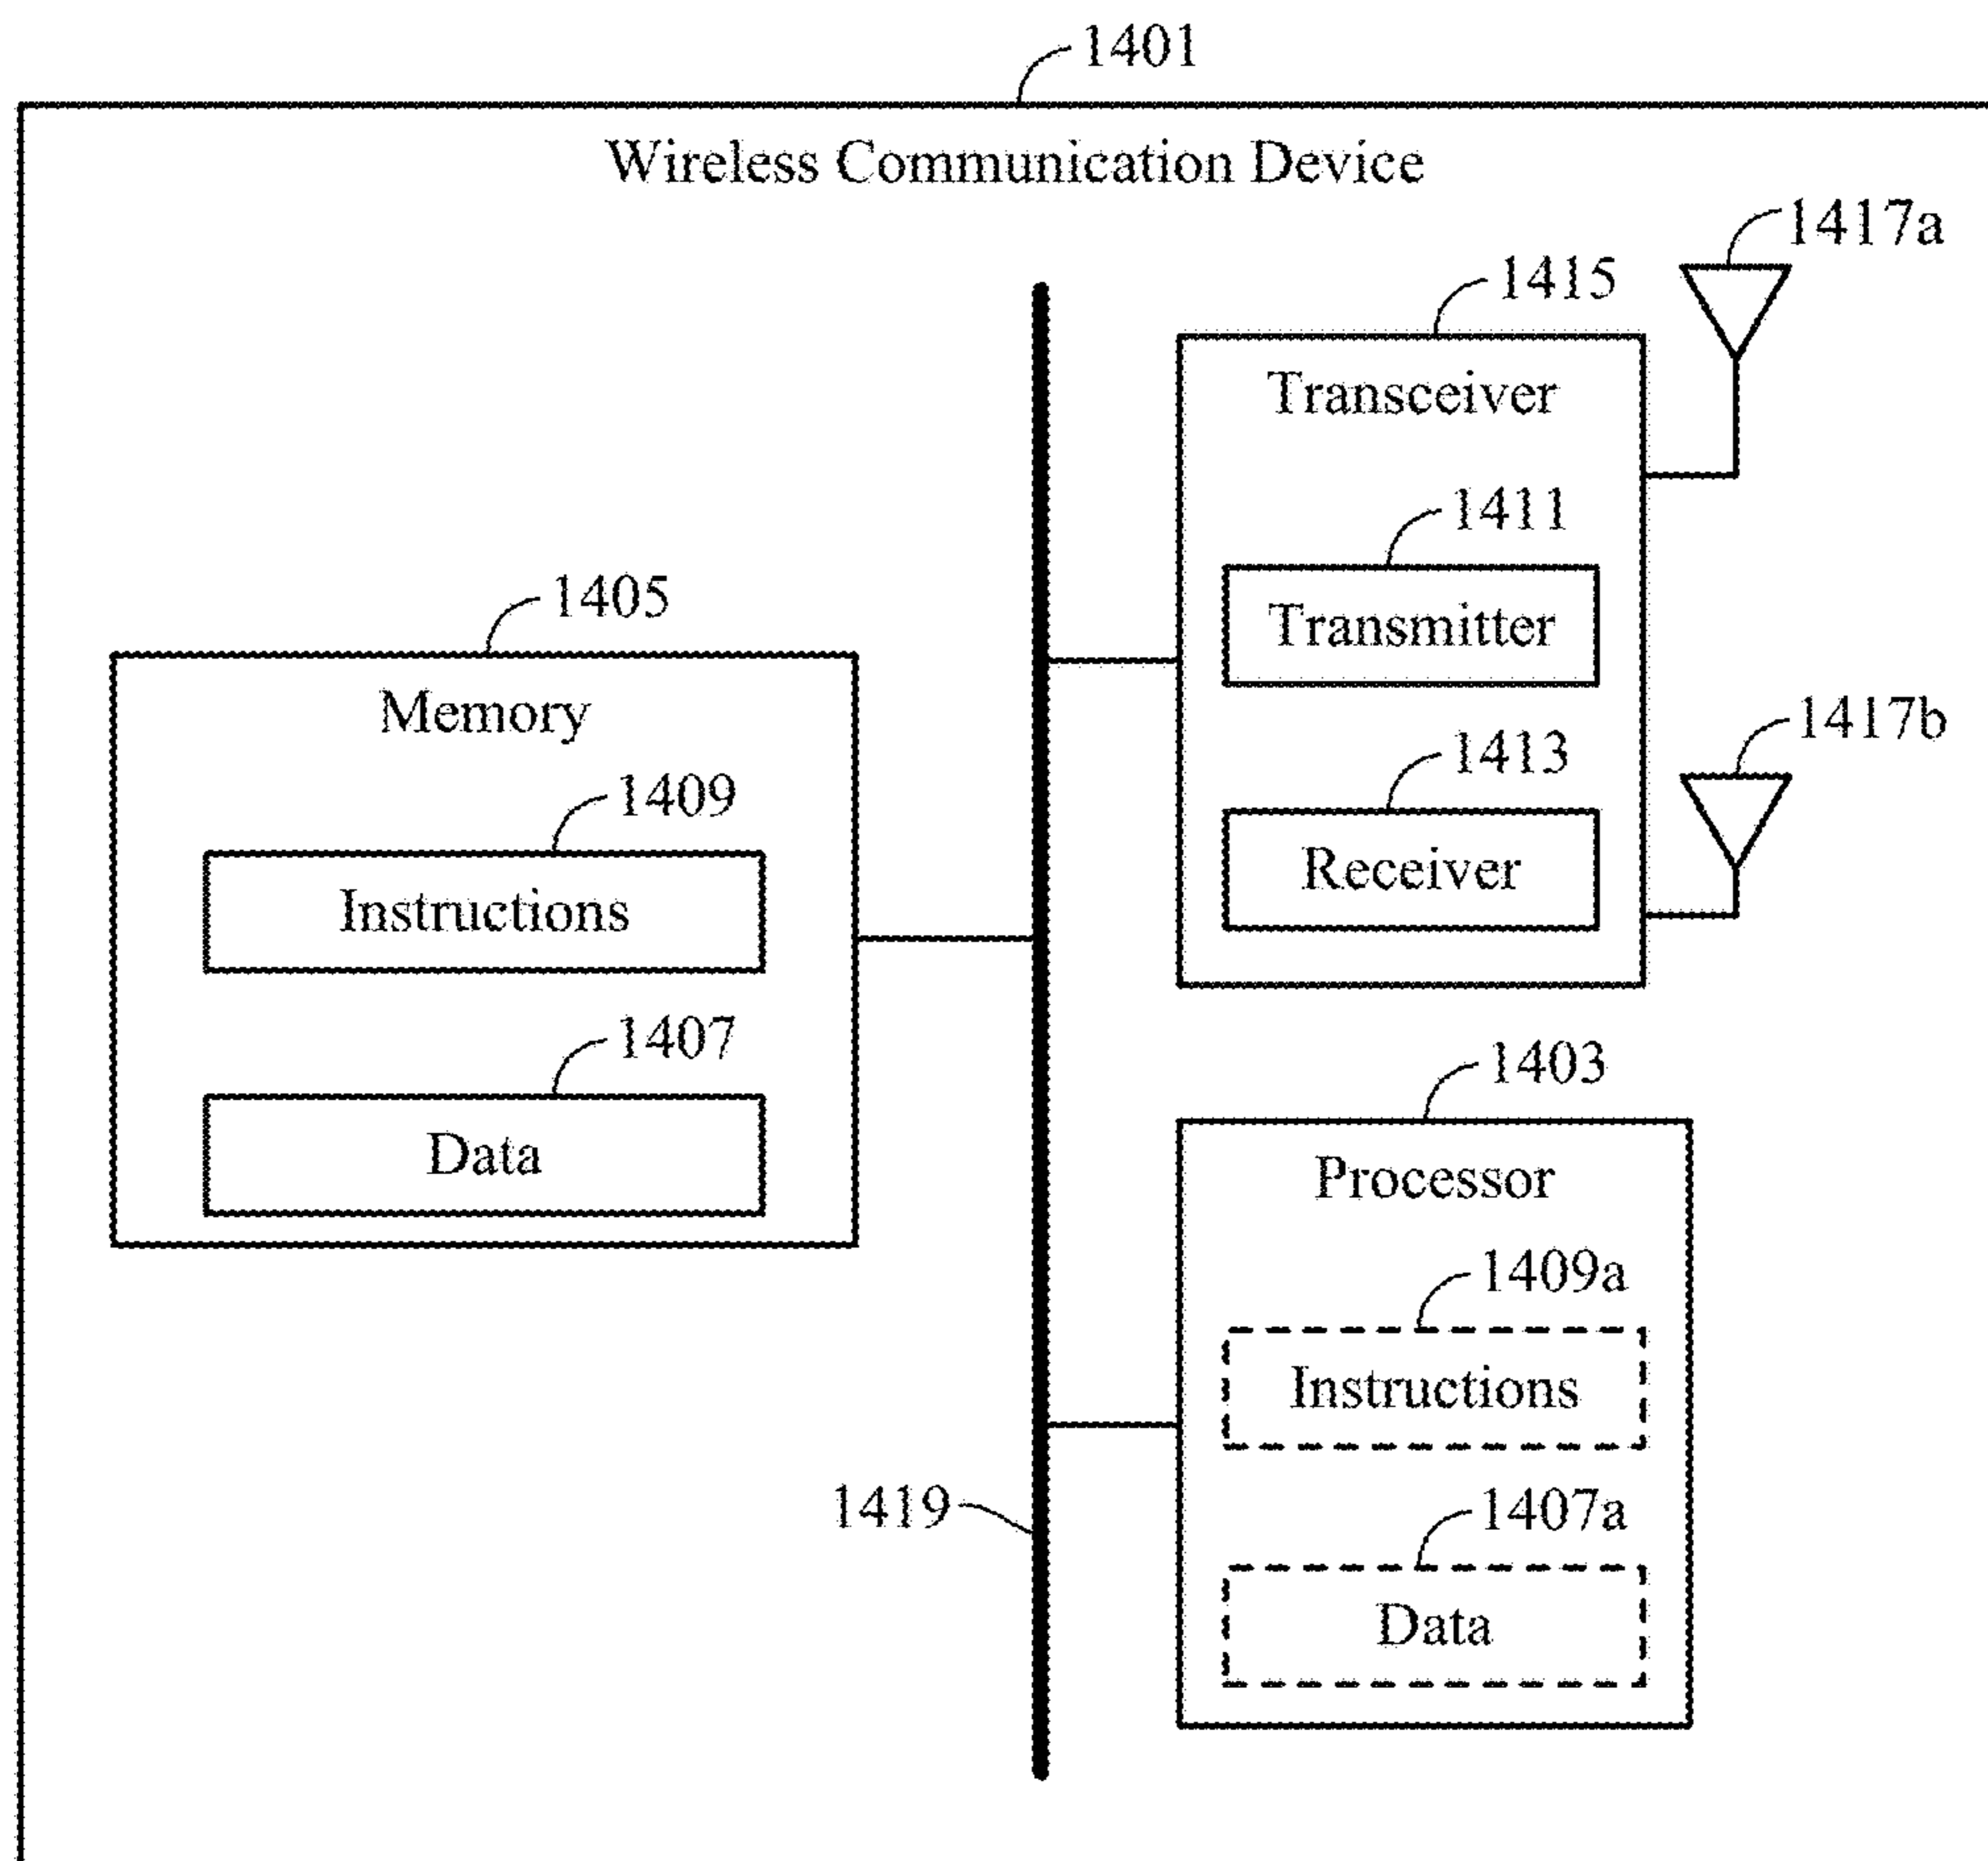 1401
Wireless Communication Device
1417a
1415
Transceiver
1411
Transmitter
1405
Memory
1417b
1413
1409
Receiver
Instructions
1407
1403
Data
Processor
1409a
Instructions
1419
1407a
Data